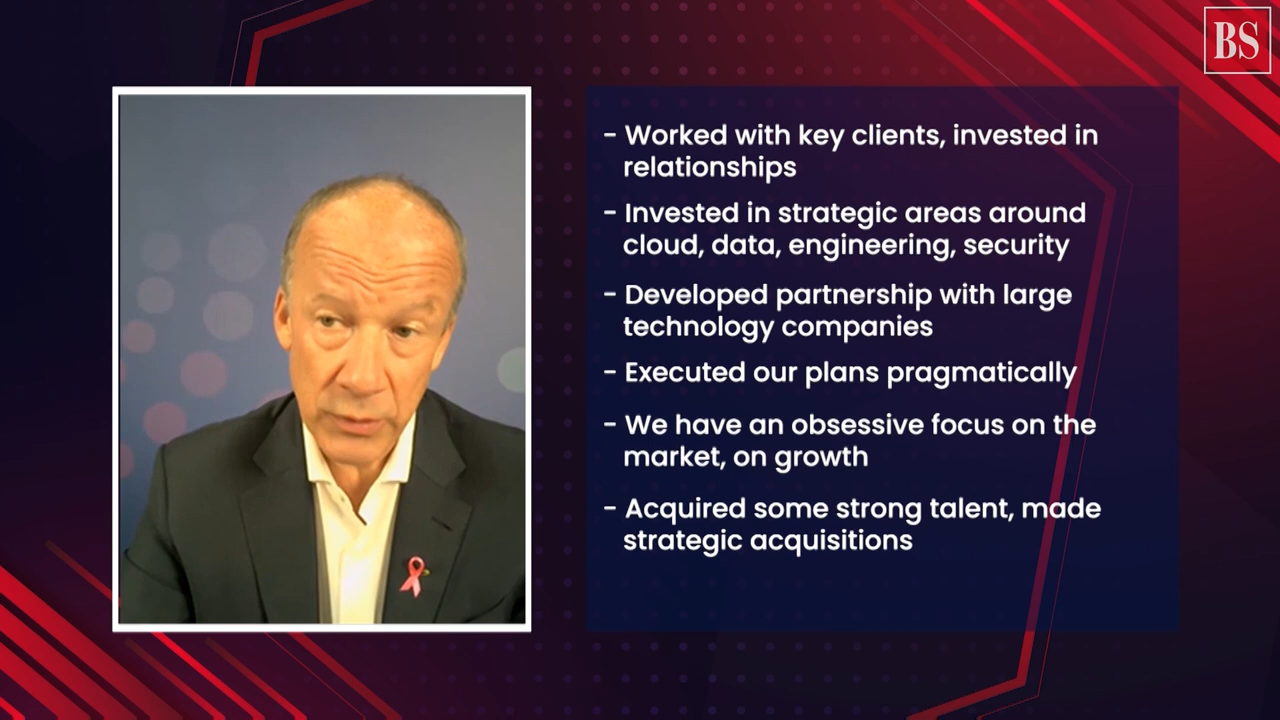 BS
- Worked with key clients, invested in
relationships
- Invested in strategic areas around
cloud, data, engineering, security
- Developed partnership with large
technology companies
- Executed our plans pragmatically
- We have an obsessive focus on the
market, on growth
- Acquired some strong talent, made
strategic acquisitions